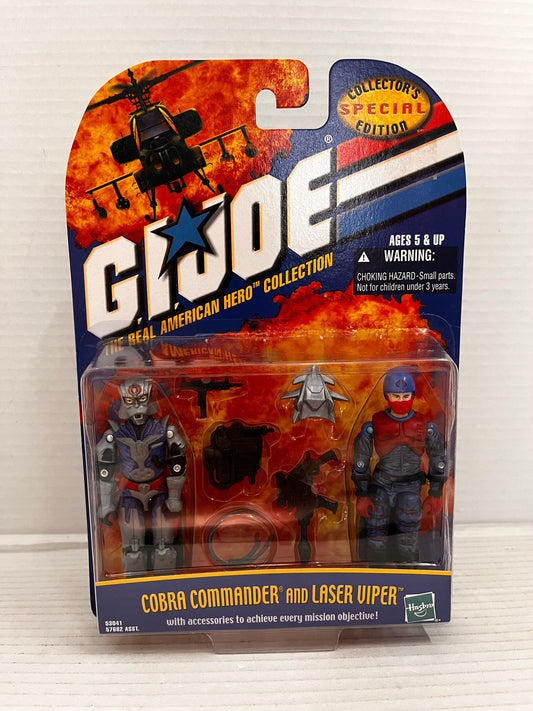 COLLECTOR'S
SPECIAL
EDITION
G.I.JOE®
THE REAL AMERICAN HERO™ COLLECTION
AGES 5 & UP
WARNING:
CHOKING HAZARD-Small parts.
Not for children under 3 years.
COBRA COMMANDER® AND LASER VIPER™
with accessories to achieve every mission objective!
53041
57682 ASST.
Hasbro